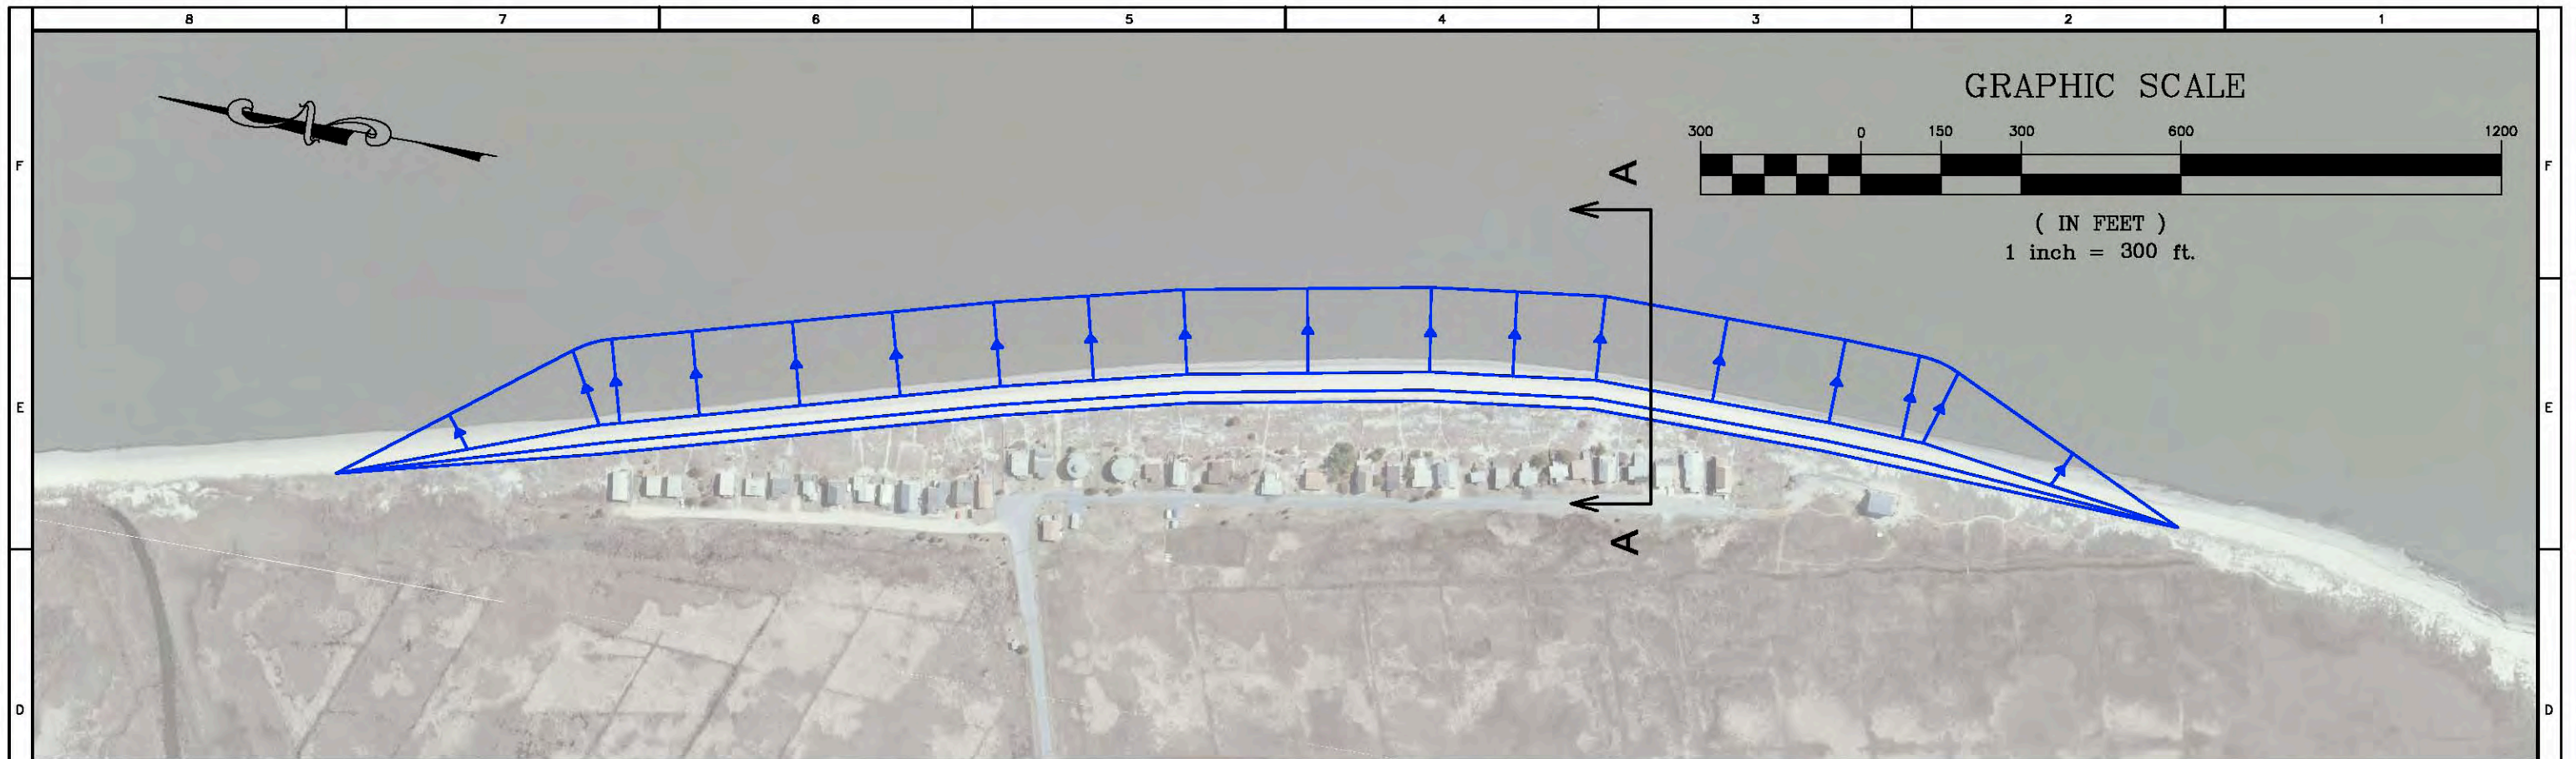 8 7 6 5 4 3 2 1
GRAPHIC SCALE
300 0 150 300 600 1200
F A F
( IN FEET )
1 inch = 300 ft.
E E
A
D D